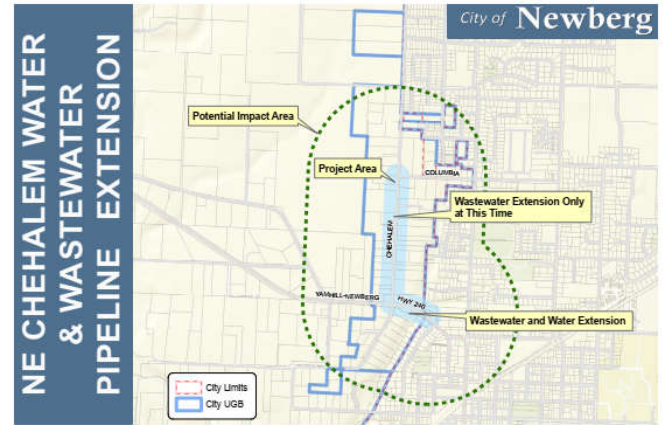 NE CHEHALEM WATER
& WASTEWATER
PIPELINE EXTENSION
City of Newberg
Potential Impact Area
Project Area
COLUMBIA
Wastewater Extension Only
at This Time
CHEHALEM
YAMHILL-NEWBERG
HWY 240
Wastewater and Water Extension
City Limits
City UGB